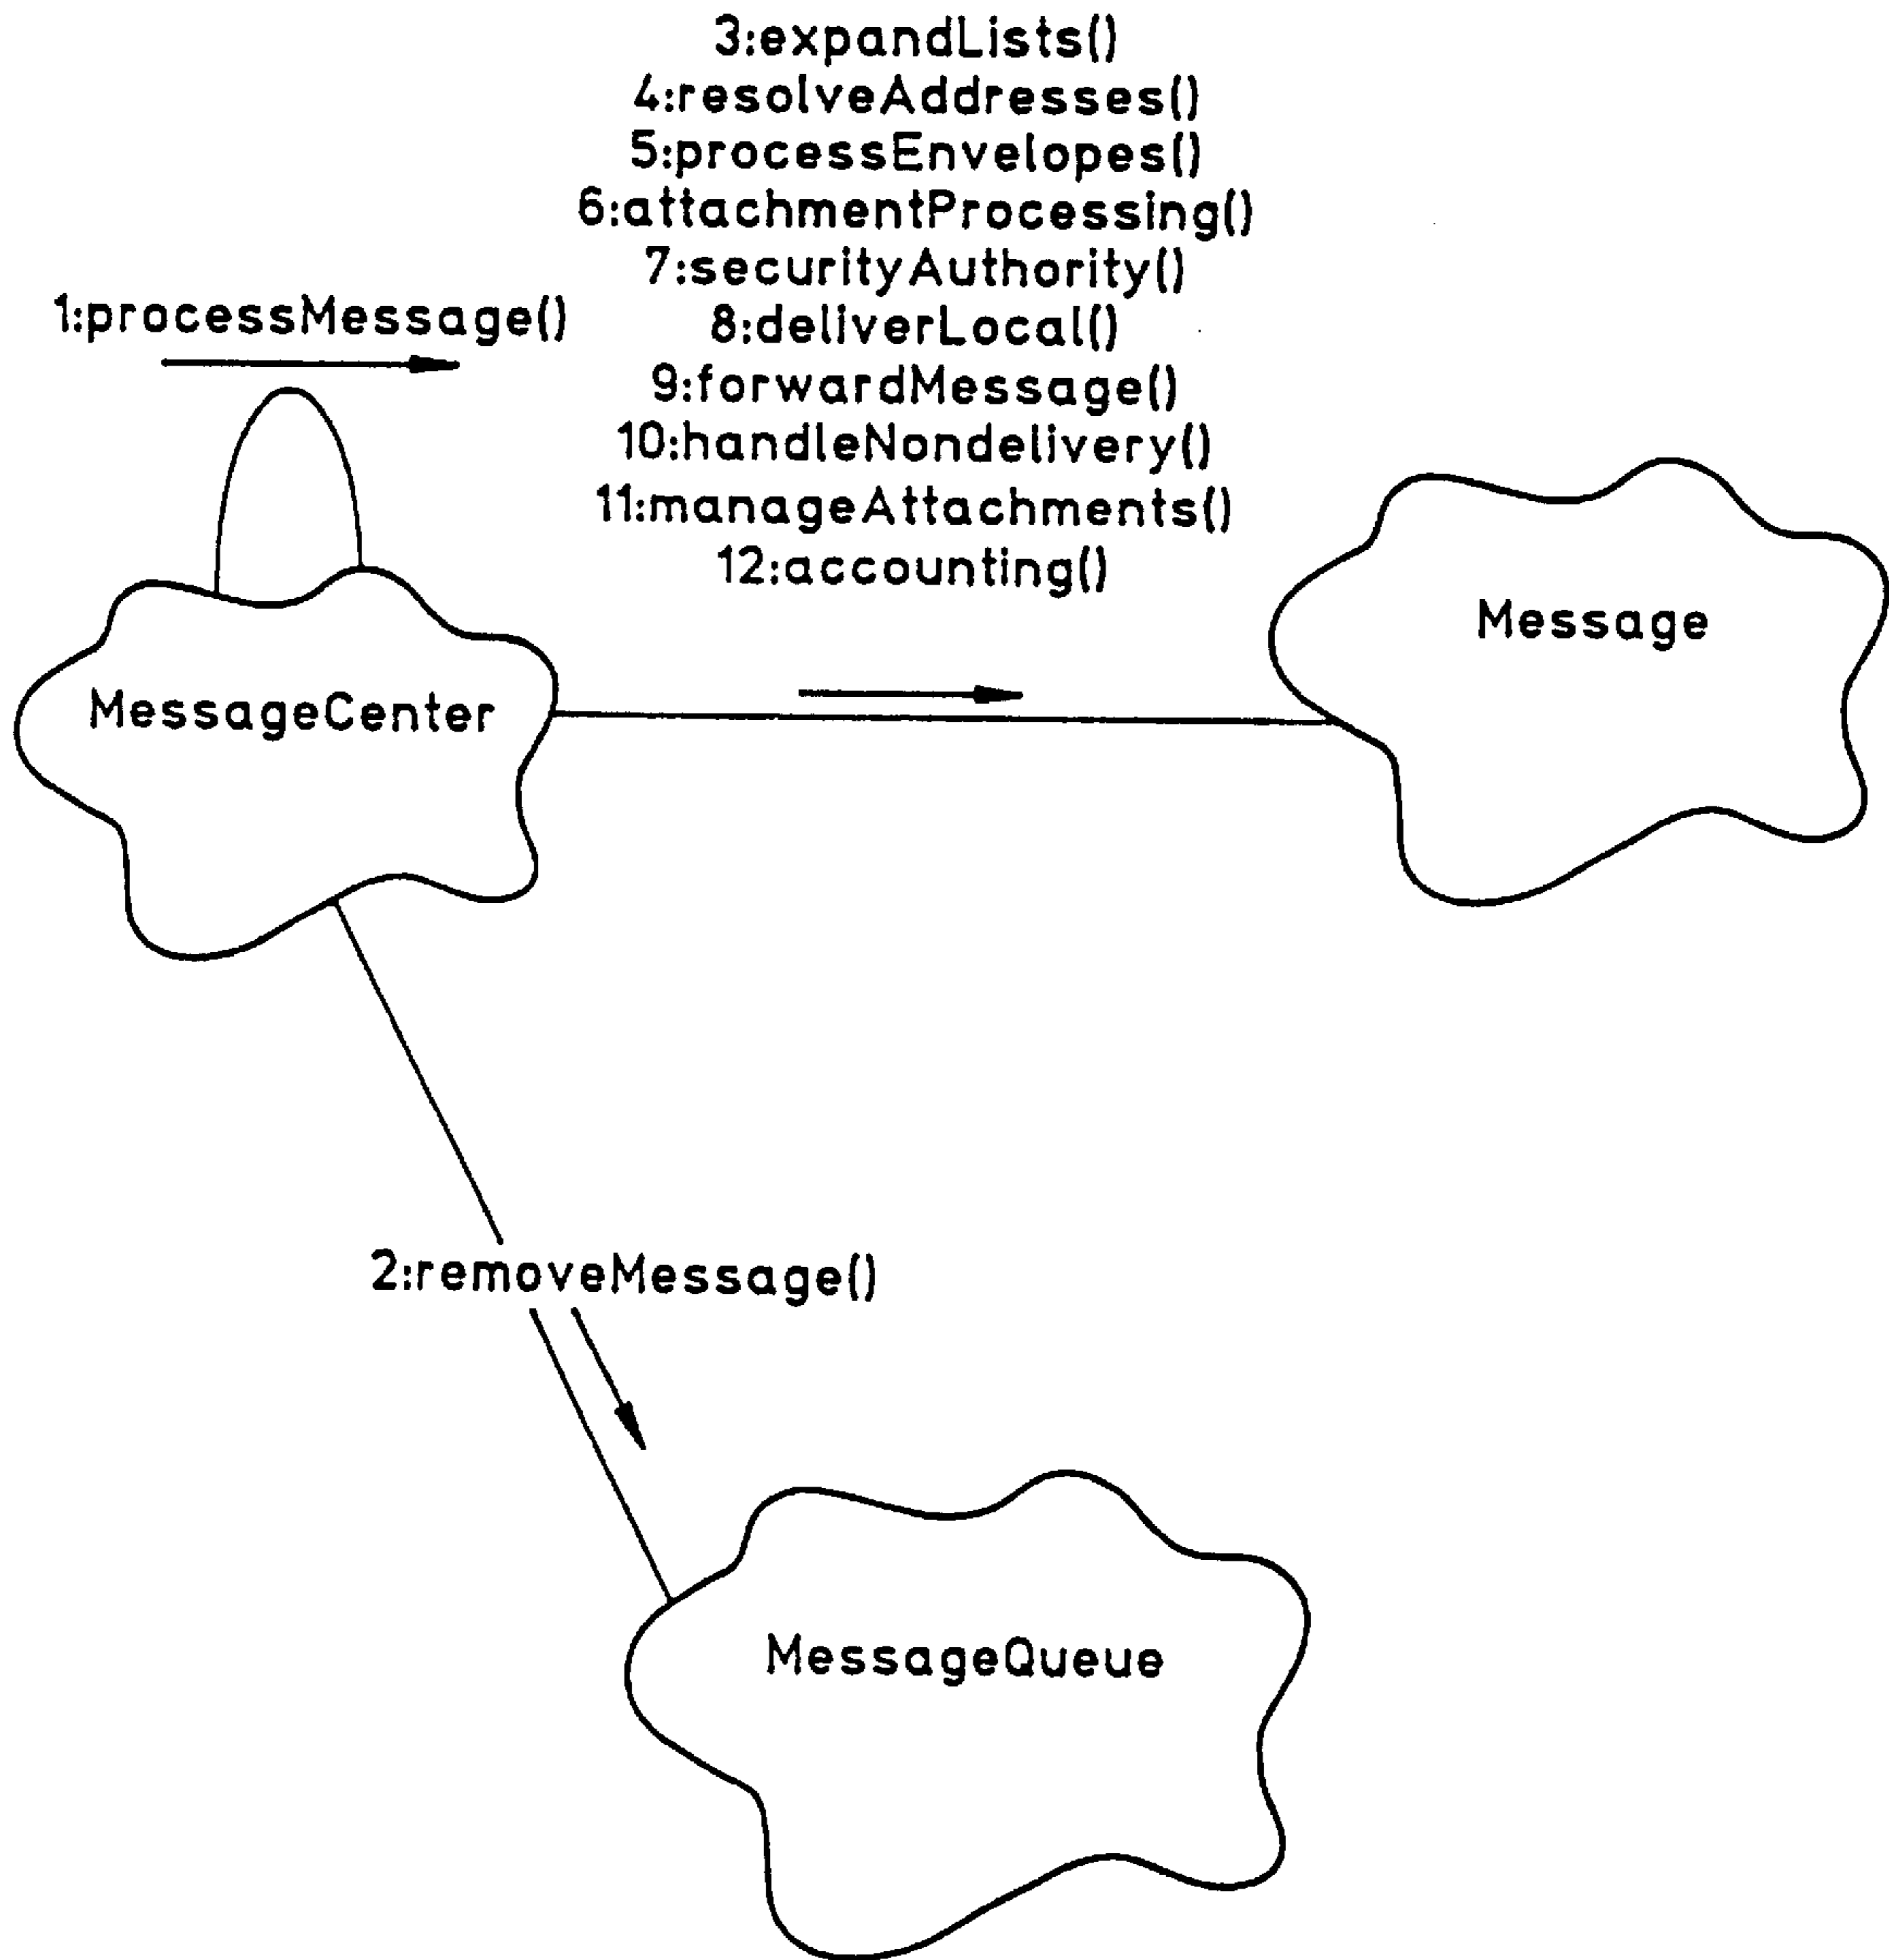 3:expandLists()
4:resolveAddresses()
5:processEnvelopes()
6:attachmentProcessing()
7:securityAuthority()
8:deliverLocal()
9:forwardMessage()
10:handleNondelivery()
11:manageAttachments()
12:accounting()
1:processMessage()
Message
MessageCenter
2:removeMessage()
MessageQueue